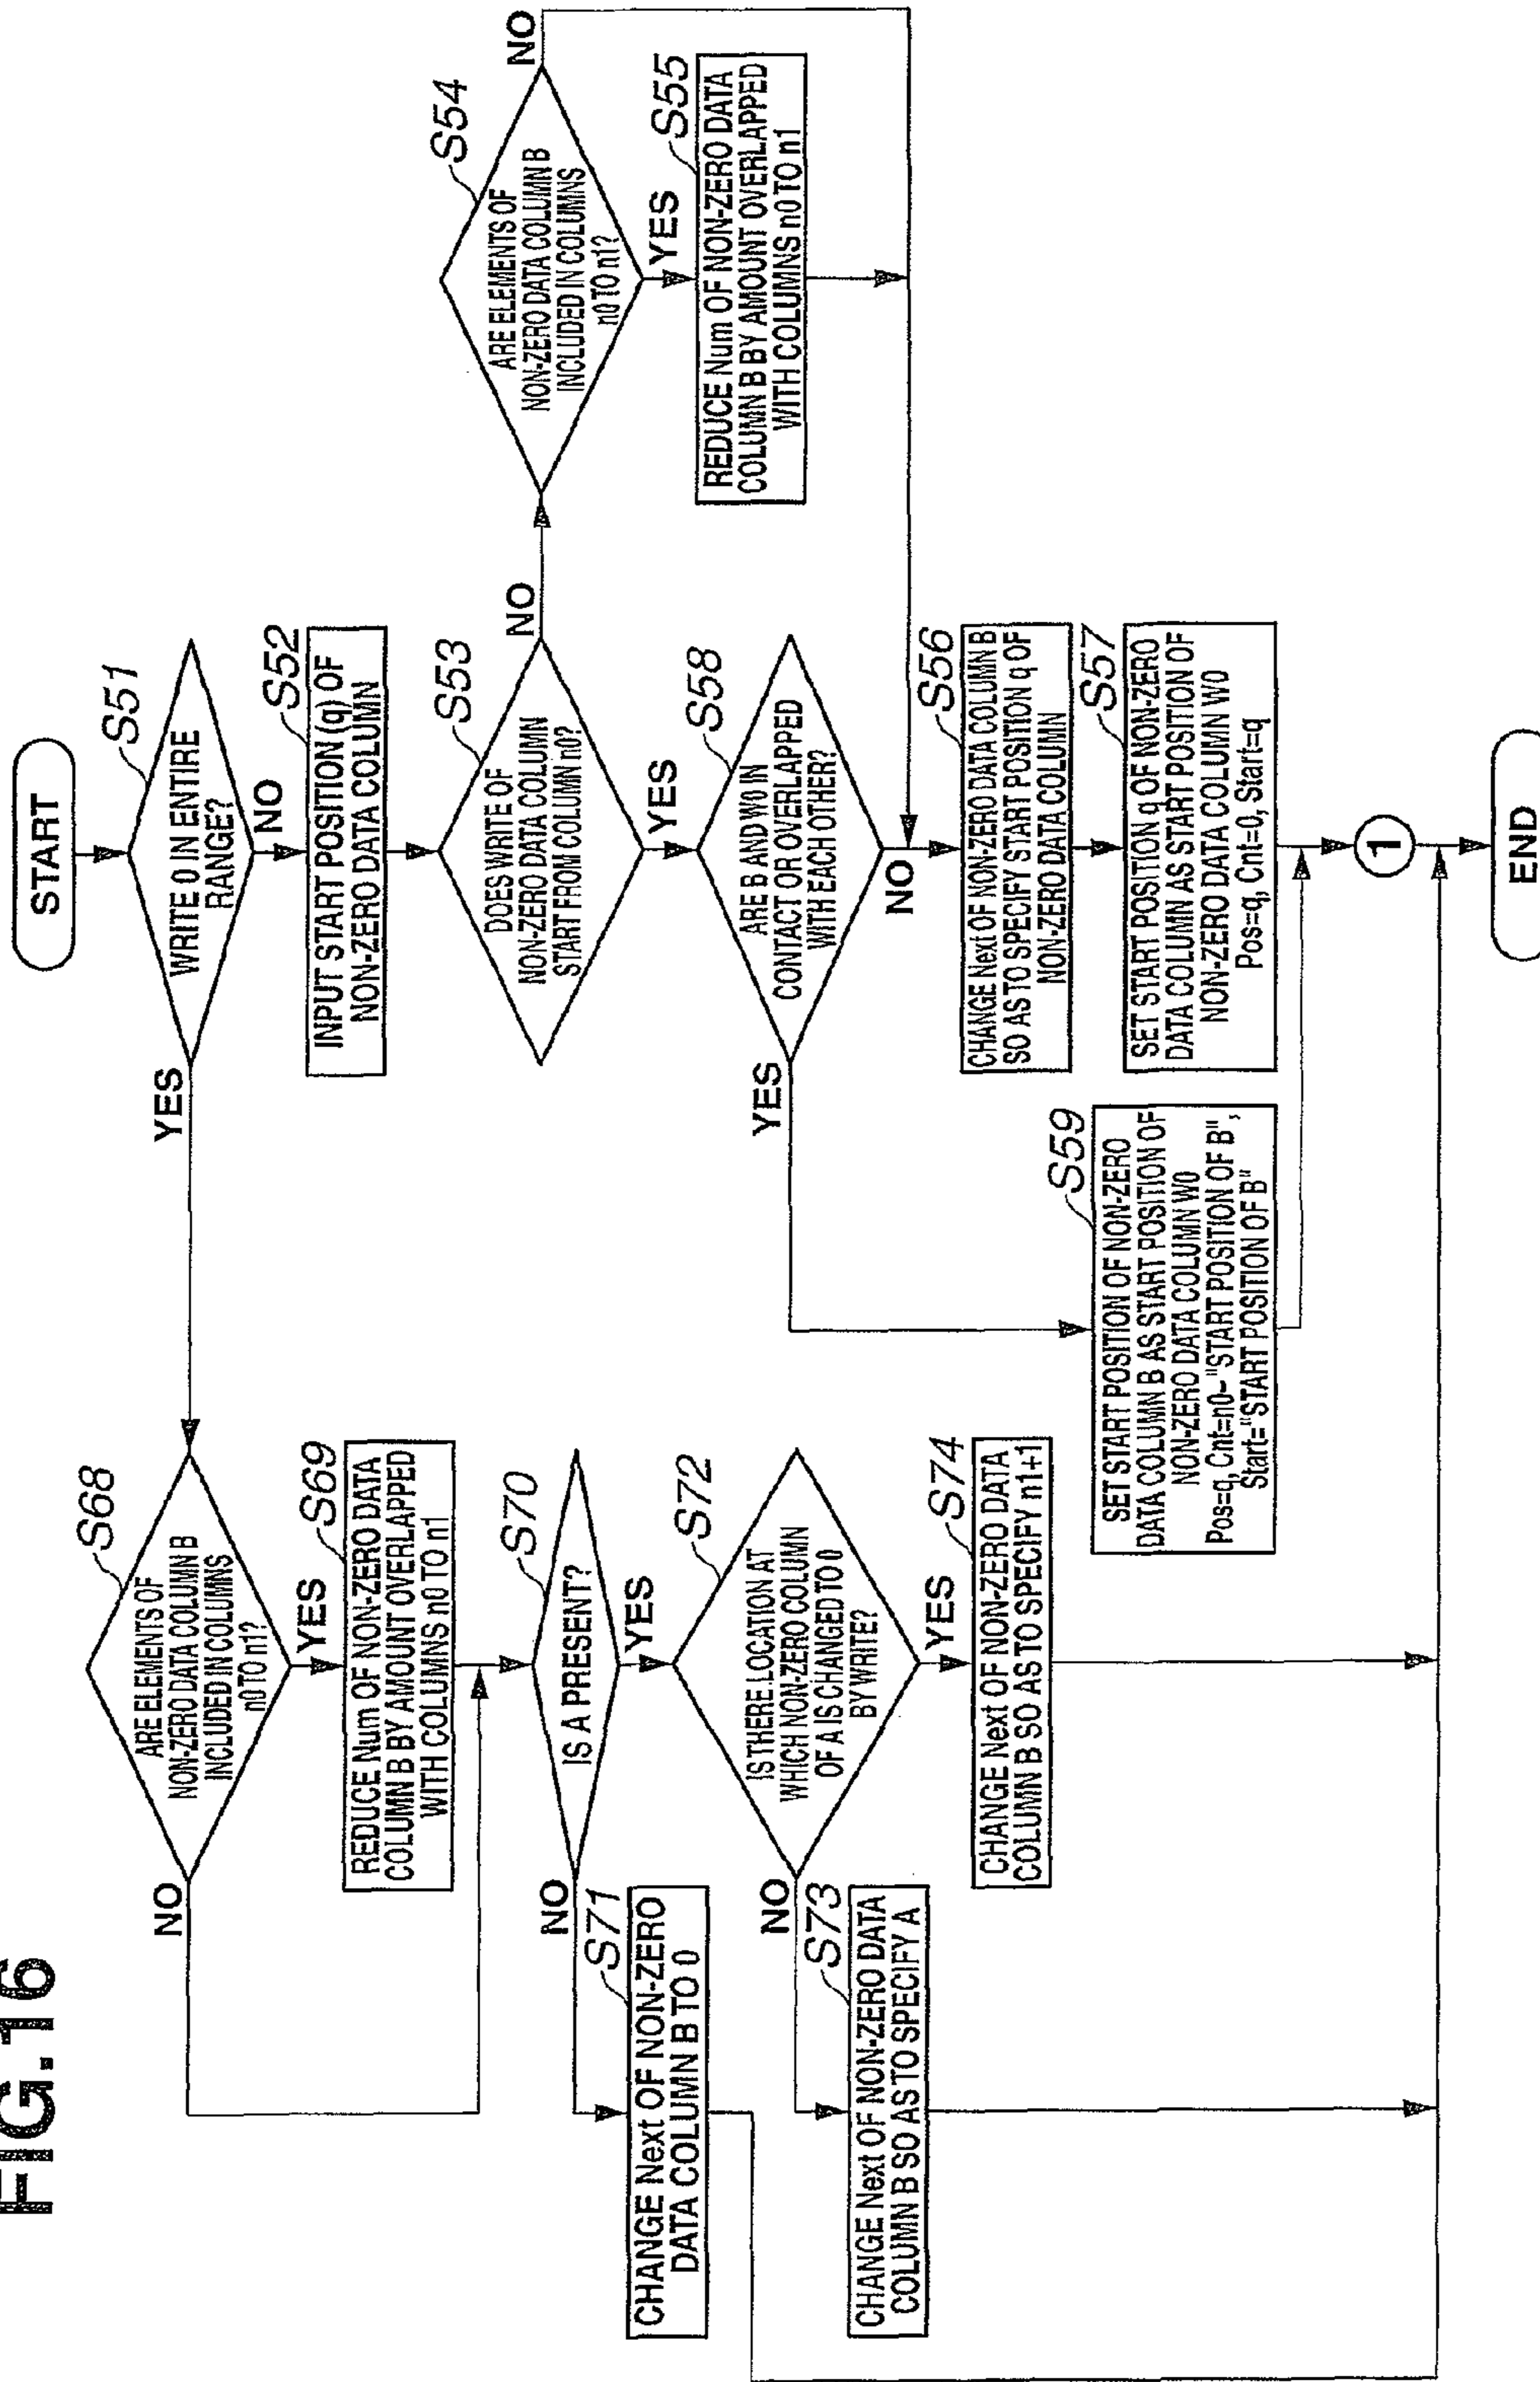 FIG.16
START
S51
WRITE 0 IN ENTIRE
RANGE?
YES
NO
S52
INPUT START POSITION (q) OF
NON-ZERO DATA COLUMN
S53
DOES WRITE OF
NON-ZERO DATA COLUMN
START FROM COLUMN n0?
NO
YES
S54
ARE ELEMENTS OF
NON-ZERO DATA COLUMN B
INCLUDED IN COLUMNS
n0 TO n1?
NO
YES
S55
REDUCE Num OF NON-ZERO DATA
COLUMN B BY AMOUNT OVERLAPPED
WITH COLUMNS n0 TO n1
S58
ARE B AND W0 IN
CONTACT OR OVERLAPPED
WITH EACH OTHER?
YES
NO
S56
CHANGE Next OF NON-ZERO DATA COLUMN B
SO AS TO SPECIFY START POSITION q OF
NON-ZERO DATA COLUMN
S57
SET START POSITION q OF NON-ZERO
DATA COLUMN AS START POSITION OF
NON-ZERO DATA COLUMN W0
Pos=q, Cnt=0, Start=q
S59
SET START POSITION OF NON-ZERO
DATA COLUMN B AS START POSITION OF
NON-ZERO DATA COLUMN W0
Pos=q, Cnt=n0-"START POSITION OF B",
Start="START POSITION OF B"
1
S68
ARE ELEMENTS OF
NON-ZERO DATA COLUMN B
INCLUDED IN COLUMNS
n0 TO n1?
NO
YES
S69
REDUCE Num OF NON-ZERO DATA
COLUMN B BY AMOUNT OVERLAPPED
WITH COLUMNS n0 TO n1
S70
IS A PRESENT?
NO
YES
S71
CHANGE Next OF NON-ZERO
DATA COLUMN B TO 0
S72
IS THERE LOCATION AT
WHICH NON-ZERO COLUMN
OF A IS CHANGED TO 0
BY WRITE?
NO
YES
S73
CHANGE Next OF NON-ZERO DATA
COLUMN B SO AS TO SPECIFY A
S74
CHANGE Next OF NON-ZERO DATA
COLUMN B SO AS TO SPECIFY n1+1
END